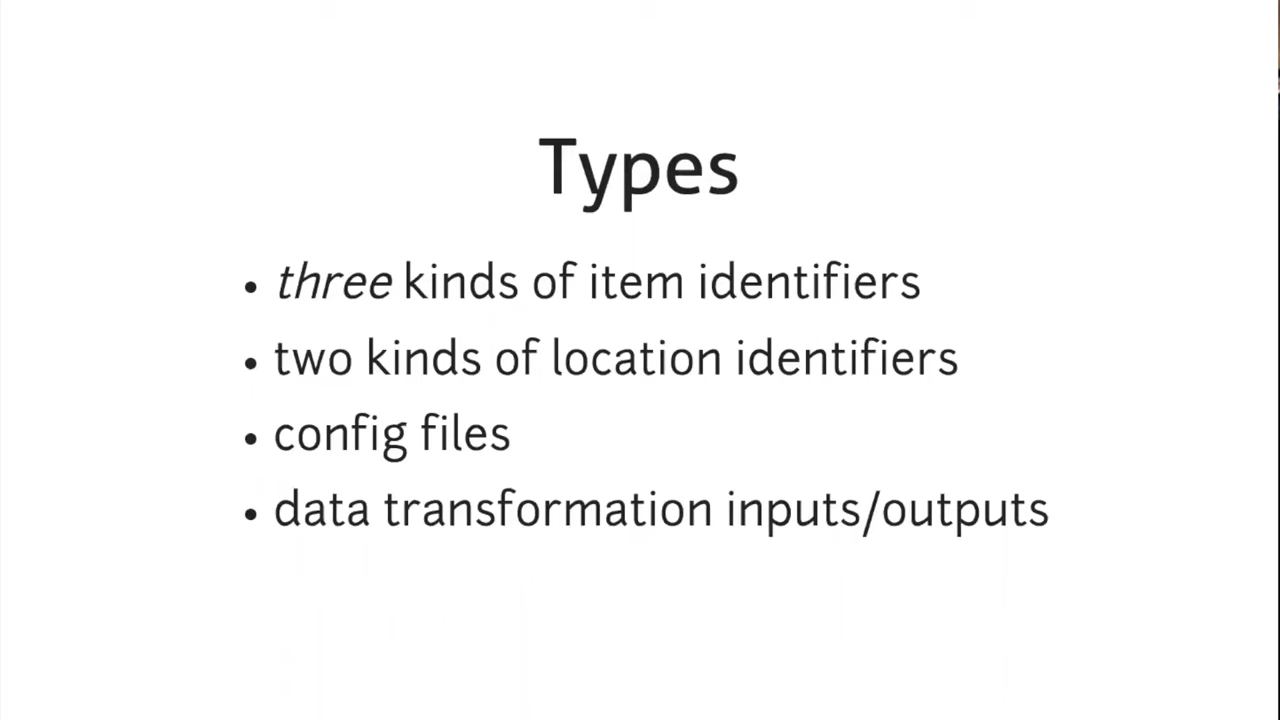 Types
• three kinds of item identifiers
• two kinds of location identifiers
• config files
• data transformation inputs/outputs